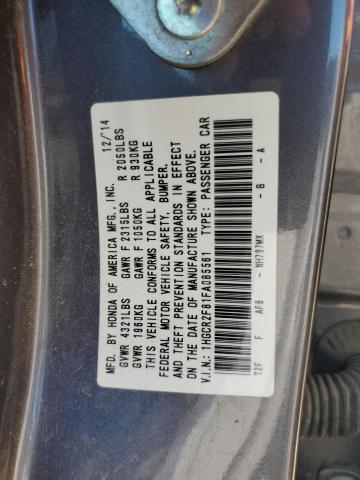 MFD. BY HONDA OF AMERICA MFG., INC. 12/'14
GVWR 4321LBS GAWR F 2315LBS R 2050LBS
GVWR 1960KG GAWR F 1050KG R 930KG
THIS VEHICLE CONFORMS TO ALL APPLICABLE
FEDERAL MOTOR VEHICLE SAFETY, BUMPER,
AND THEFT PREVENTION STANDARDS IN EFFECT
ON THE DATE OF MANUFACTURE SHOWN ABOVE.
V.I.N.: 1HGCR2F81FA085561 TYPE: PASSENGER CAR
T2F F AF8 - NH797MX - B - A